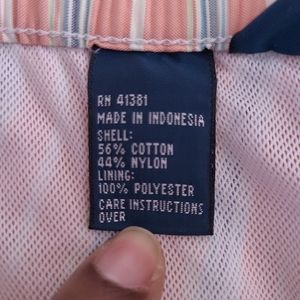 RN 41381
MADE IN INDONESIA
SHELL:
56% COTTON
44% NYLON
LINING:
100% POLYESTER
CARE INSTRUCTIONS
OVER